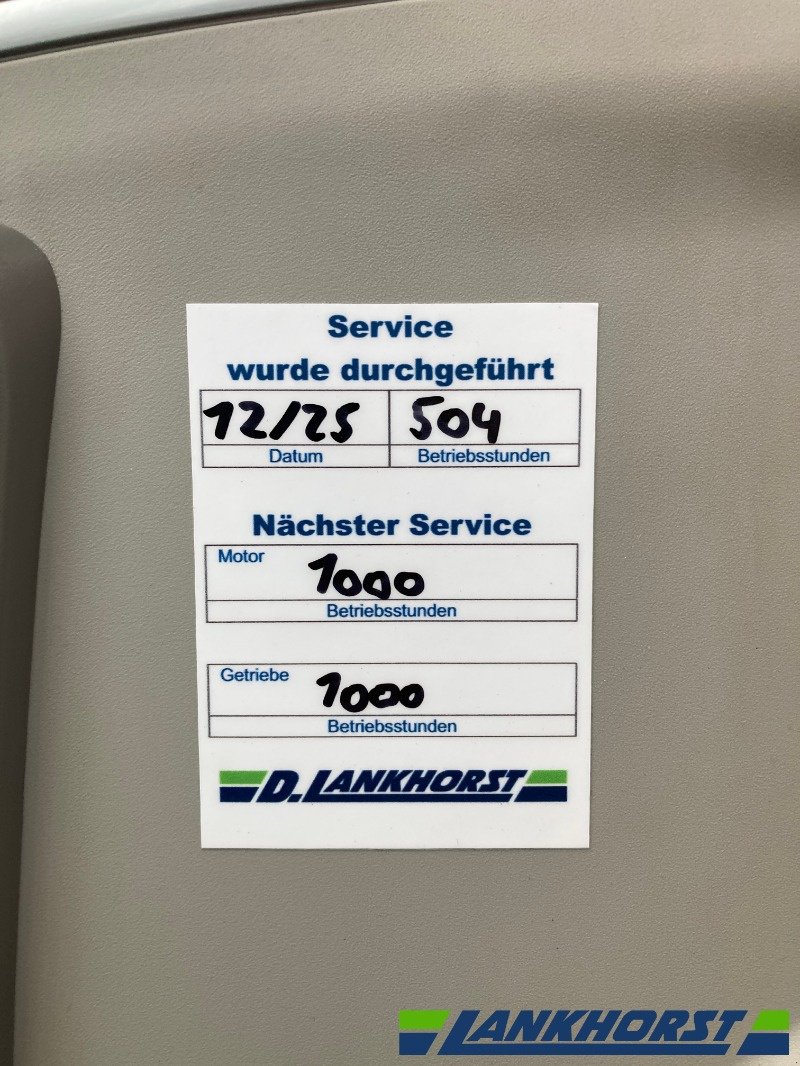 Service
wurde durchgeführt
12/25 504
Datum Betriebsstunden
Nächster Service
Motor 1000
Betriebsstunden
Getriebe 1000
Betriebsstunden
D. LANKHORST
LANKHORST